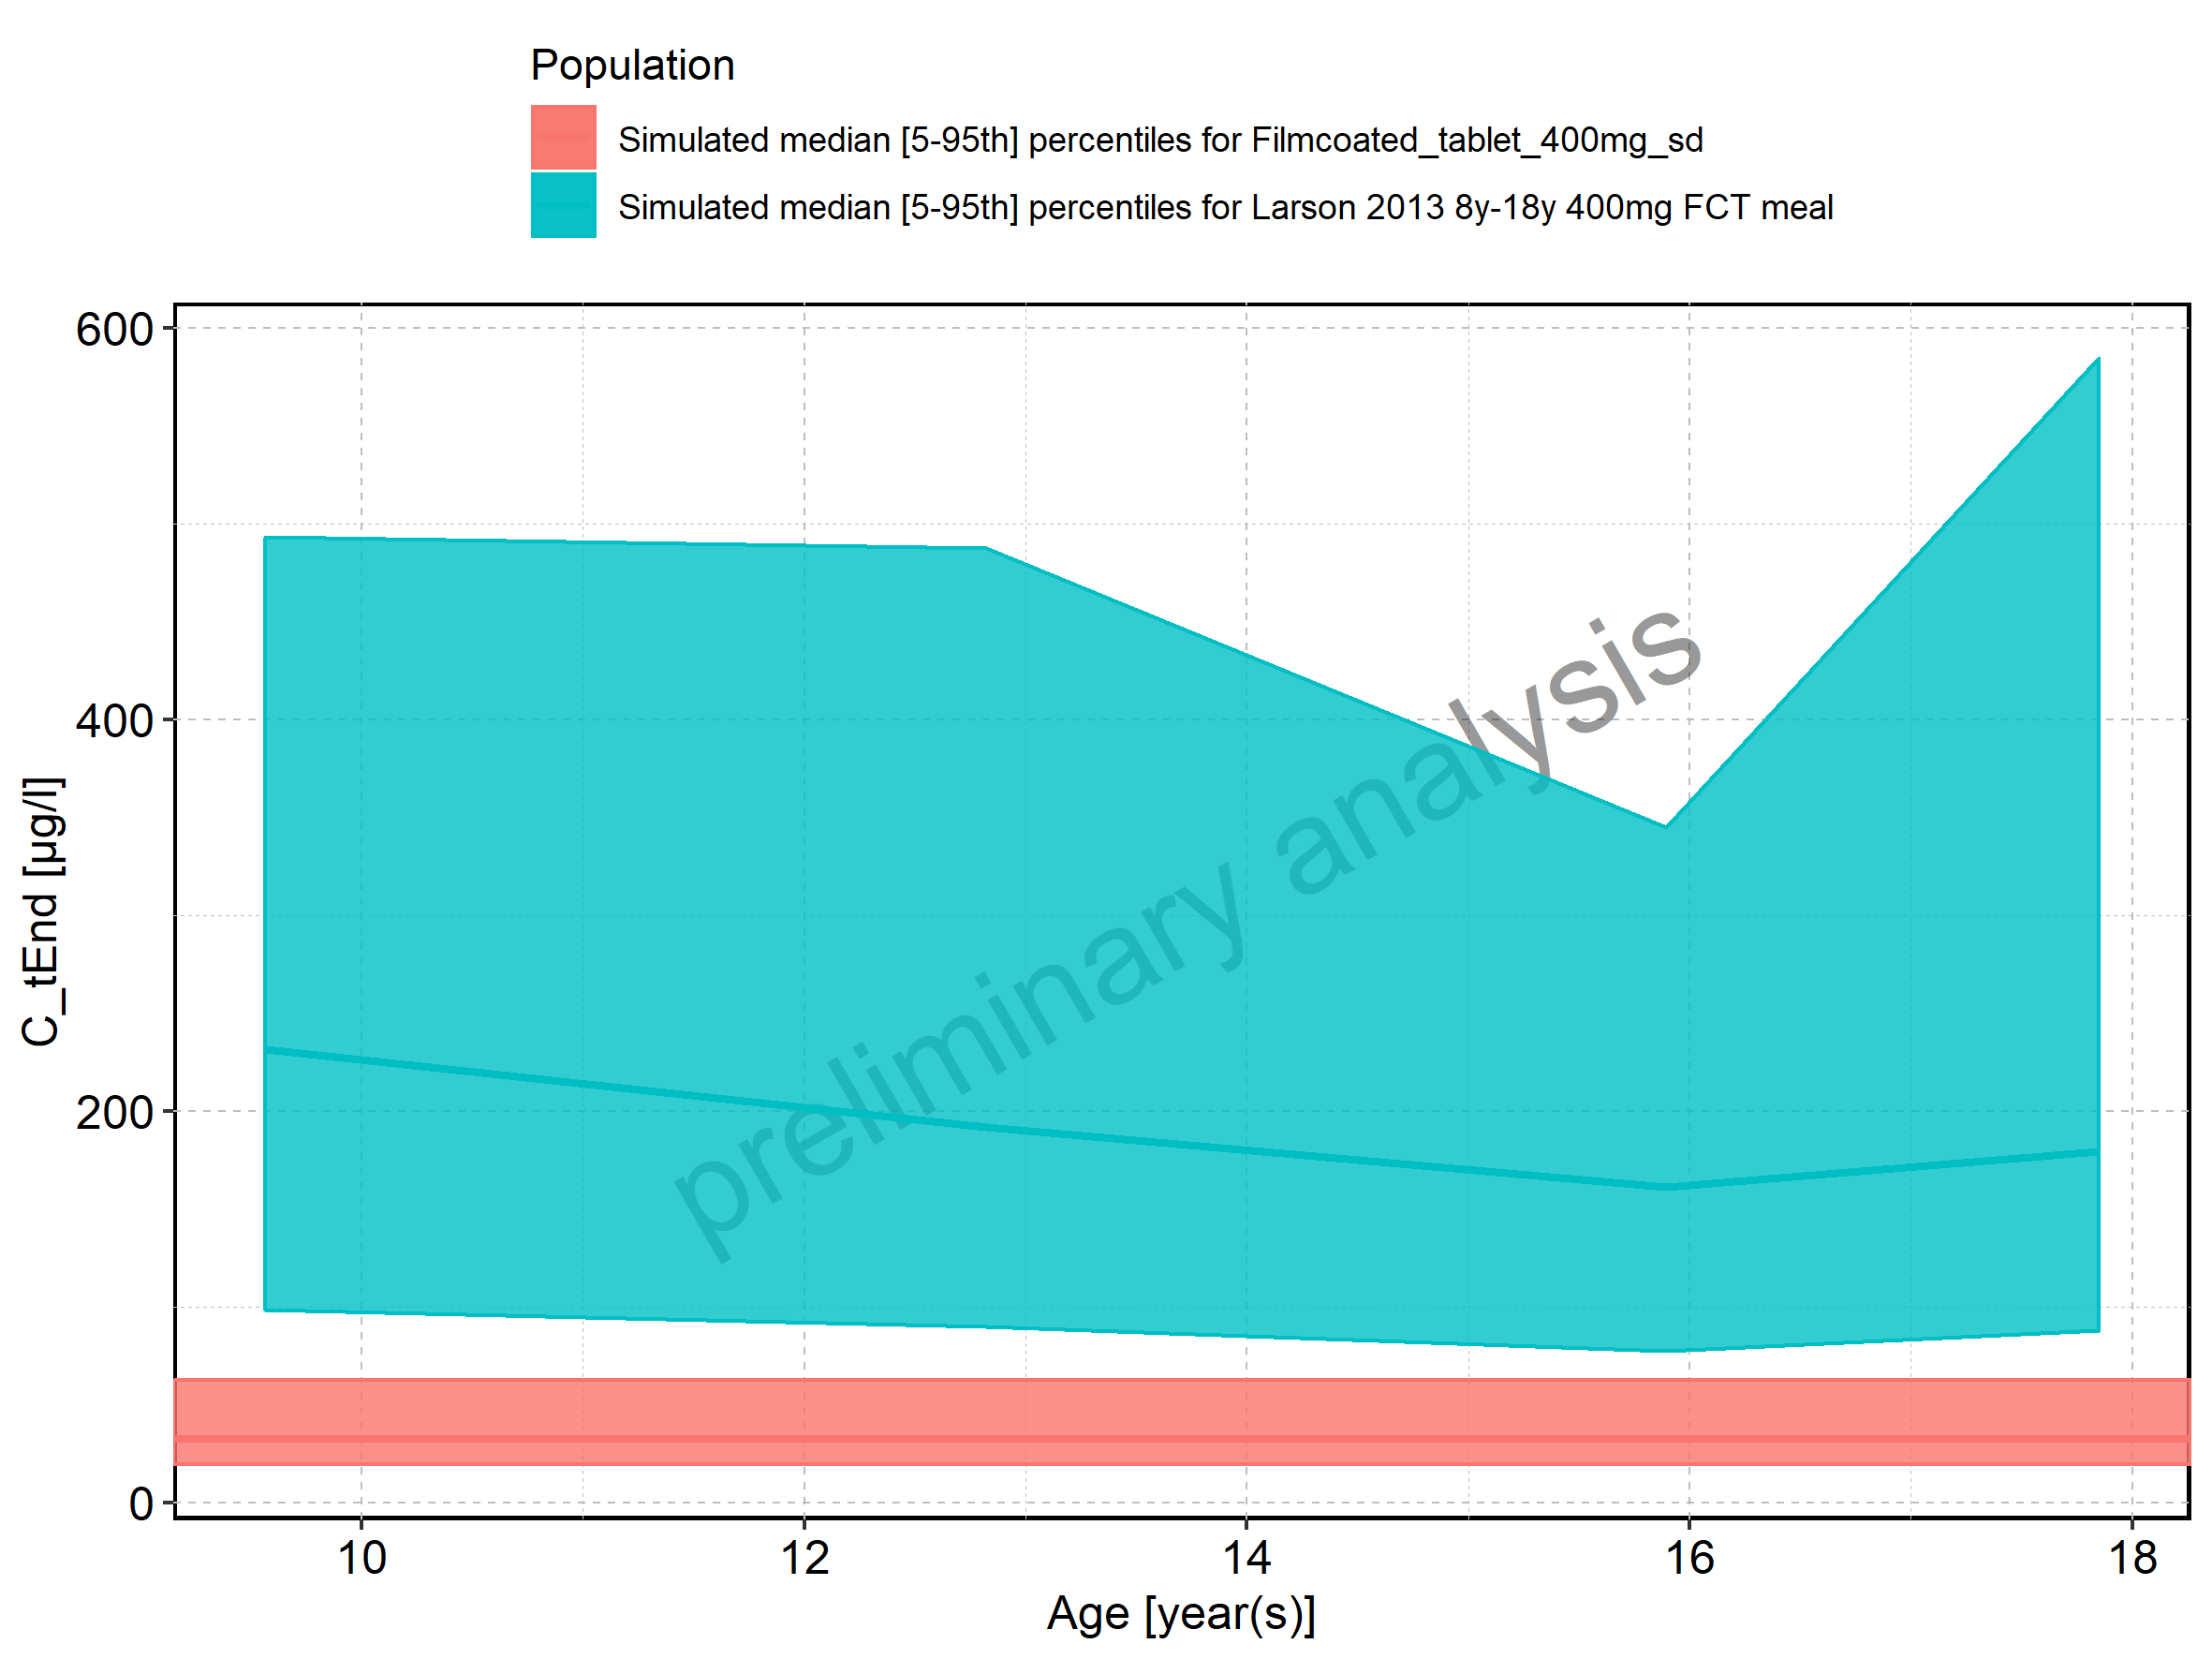 Population
Simulated median [5-95th] percentiles for Filmcoated_tablet_400mg_sd
Simulated median [5-95th] percentiles for Larson 2013 8y-18y 400mg FCT meal
600
400
200
0
C_tEnd [µg/l]
preliminary analysis
10 12 14 16 18
Age [year(s)]